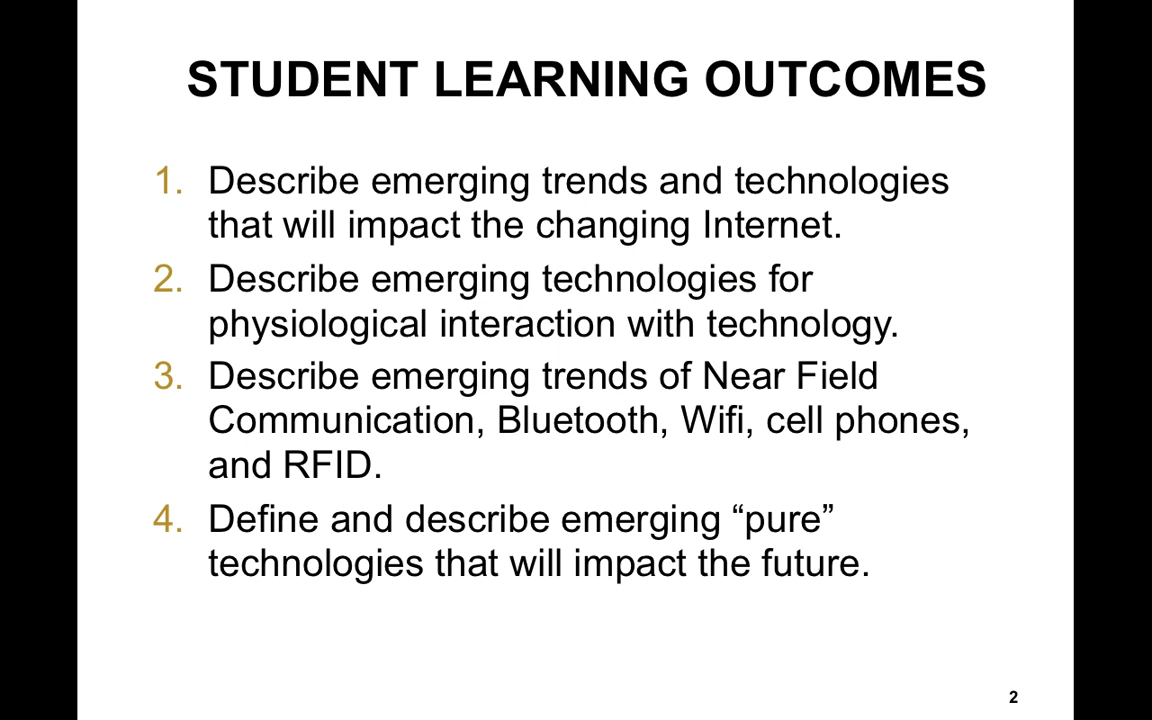 STUDENT LEARNING OUTCOMES
1. Describe emerging trends and technologies
that will impact the changing Internet.
2. Describe emerging technologies for
physiological interaction with technology.
3. Describe emerging trends of Near Field
Communication, Bluetooth, Wifi, cell phones,
and RFID.
4. Define and describe emerging “pure”
technologies that will impact the future.
2